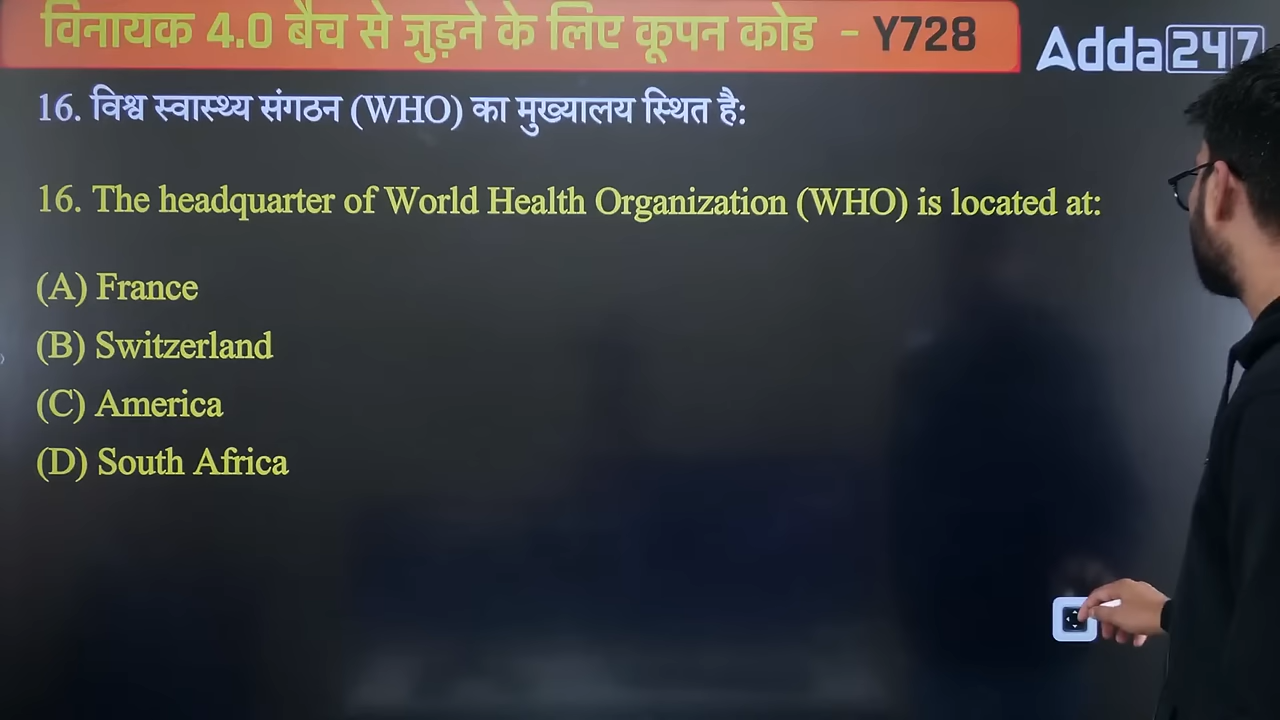 विनायक 4.0 बैच से जुड़ने के लिए कूपन कोड - Y728
Adda247
16. विश्व स्वास्थ्य संगठन (WHO) का मुख्यालय स्थित है:
16. The headquarter of World Health Organization (WHO) is located at:
(A) France
(B) Switzerland
(C) America
(D) South Africa